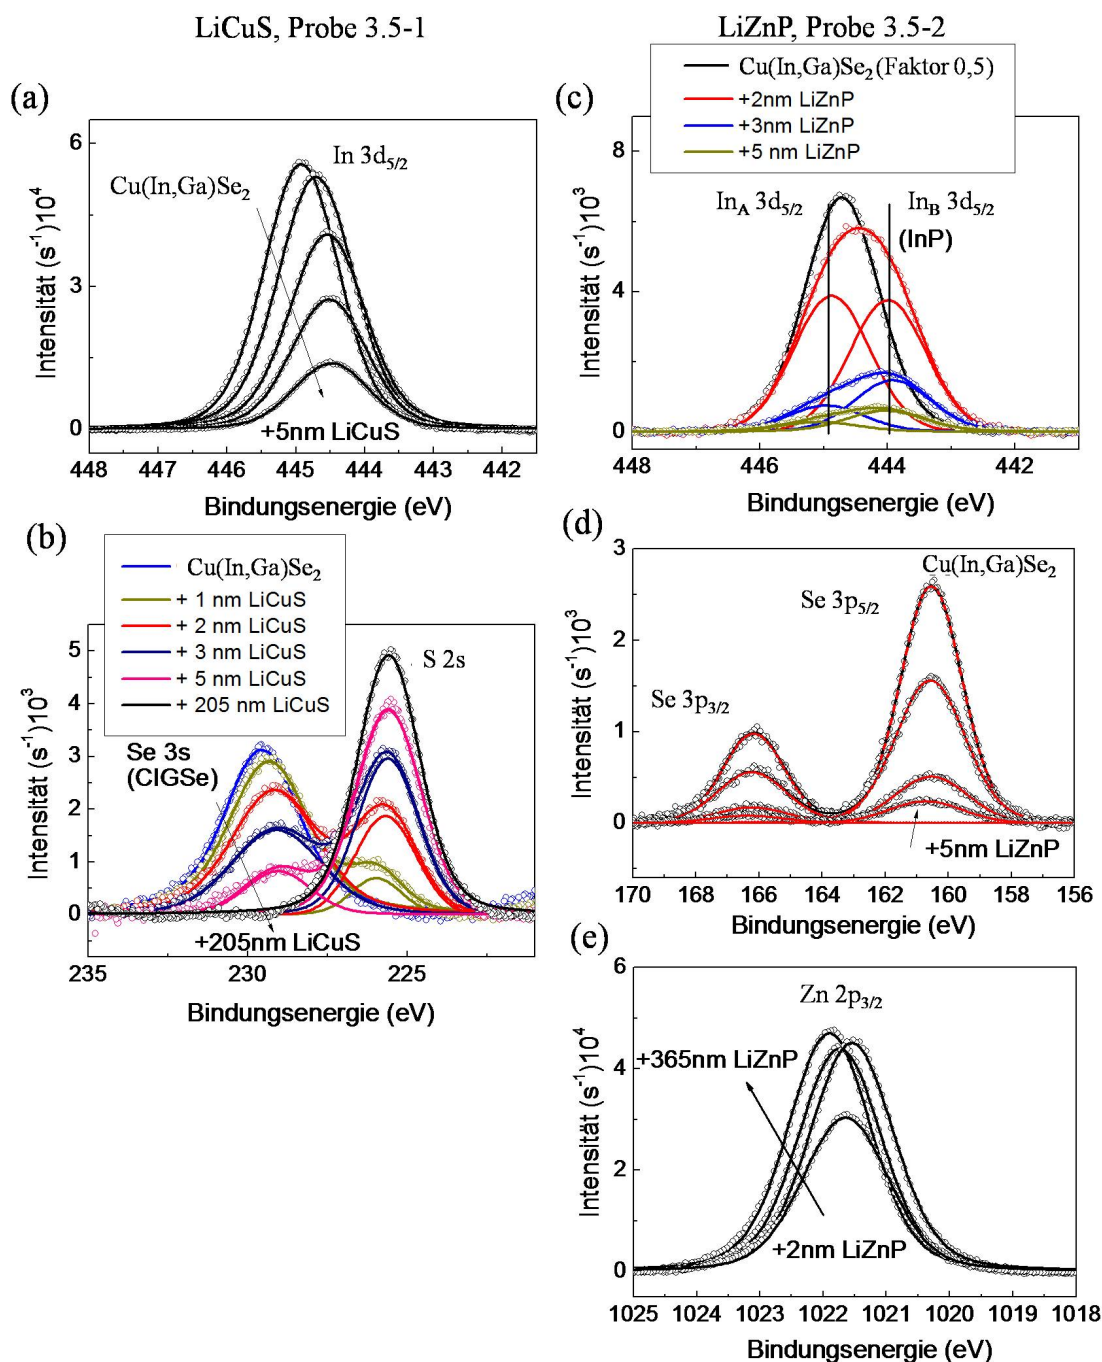 LiCuS, Probe 3.5-1
LiZnP, Probe 3.5-2
(a)
6
3
0
Intensität (s⁻¹)10⁴
In 3d₅/₂
Cu(In,Ga)Se₂
+5nm LiCuS
448 447 446 445 444 443 442
Bindungsenergie (eV)
(b)
Cu(In,Ga)Se₂
+ 1 nm LiCuS
+ 2 nm LiCuS
+ 3 nm LiCuS
+ 5 nm LiCuS
+ 205 nm LiCuS
5
4
3
2
1
0
Intensität (s⁻¹)10³
S 2s
Se 3s
(CIGSe)
+205nm LiCuS
235 230 225
Bindungsenergie (eV)
(c)
Cu(In,Ga)Se₂(Faktor 0,5)
+2nm LiZnP
+3nm LiZnP
+5 nm LiZnP
8
4
0
Intensität (s⁻¹)10³
In_A 3d₅/₂
In_B 3d₅/₂
(InP)
448 446 444 442
Bindungsenergie (eV)
(d)
3
2
1
0
Intensität (s⁻¹)10³
Cu(In,Ga)Se₂
Se 3p₅/₂
Se 3p₃/₂
+5nm LiZnP
170 168 166 164 162 160 158 156
Bindungsenergie (eV)
(e)
6
4
2
0
Intensität (s⁻¹)10⁴
Zn 2p₃/₂
+365nm LiZnP
+2nm LiZnP
1025 1024 1023 1022 1021 1020 1019 1018
Bindungsenergie (eV)